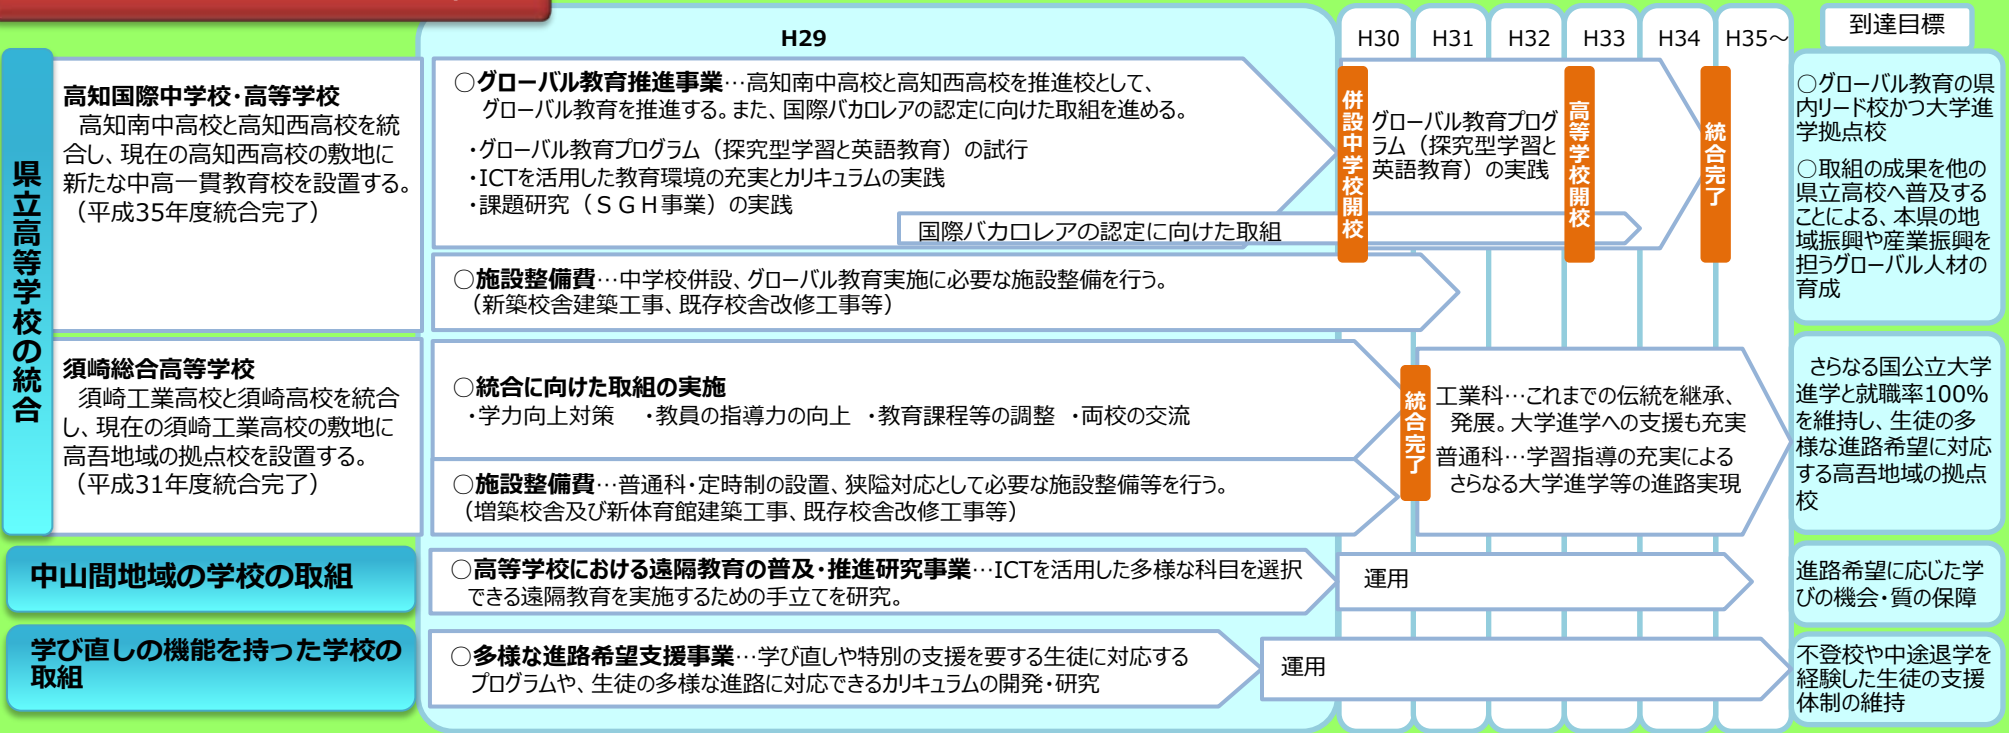 H29
H30
H31
H32
H33
H34
H35～
到達目標
県立高等学校の統合
高知国際中学校・高等学校
高知南中高校と高知西高校を統
合し、現在の高知西高校の敷地に
新たな中高一貫教育校を設置する。
（平成35年度統合完了）
○グローバル教育推進事業…高知南中高校と高知西高校を推進校として、
グローバル教育を推進する。また、国際バカロレアの認定に向けた取組を進める。
・グローバル教育プログラム（探究型学習と英語教育）の試行
・ICTを活用した教育環境の充実とカリキュラムの実践
・課題研究（ＳＧＨ事業）の実践
国際バカロレアの認定に向けた取組
併設中学校開校
グローバル教育プログ
ラム（探究型学習と
英語教育）の実践
高等学校開校
統合完了
○グローバル教育の県
内リード校かつ大学進
学拠点校
○取組の成果を他の
県立高校へ普及する
ことによる、本県の地
域振興や産業振興を
担うグローバル人材の
育成
○施設整備費…中学校併設、グローバル教育実施に必要な施設整備を行う。
（新築校舎建築工事、既存校舎改修工事等）
須崎総合高等学校
須崎工業高校と須崎高校を統合
し、現在の須崎工業高校の敷地に
高吾地域の拠点校を設置する。
（平成31年度統合完了）
○統合に向けた取組の実施
・学力向上対策　・教員の指導力の向上　・教育課程等の調整　・両校の交流
○施設整備費…普通科・定時制の設置、狭隘対応として必要な施設整備等を行う。
（増築校舎及び新体育館建築工事、既存校舎改修工事等）
統合完了
工業科…これまでの伝統を継承、
発展。大学進学への支援も充実
普通科…学習指導の充実による
さらなる大学進学等の進路実現
さらなる国公立大学
進学と就職率100％
を維持し、生徒の多
様な進路希望に対応
する高吾地域の拠点
校
中山間地域の学校の取組
○高等学校における遠隔教育の普及・推進研究事業…ICTを活用した多様な科目を選択
できる遠隔教育を実施するための手立てを研究。
運用
進路希望に応じた学
びの機会・質の保障
学び直しの機能を持った学校の
取組
○多様な進路希望支援事業…学び直しや特別の支援を要する生徒に対応する
プログラムや、生徒の多様な進路に対応できるカリキュラムの開発・研究
運用
不登校や中途退学を
経験した生徒の支援
体制の維持